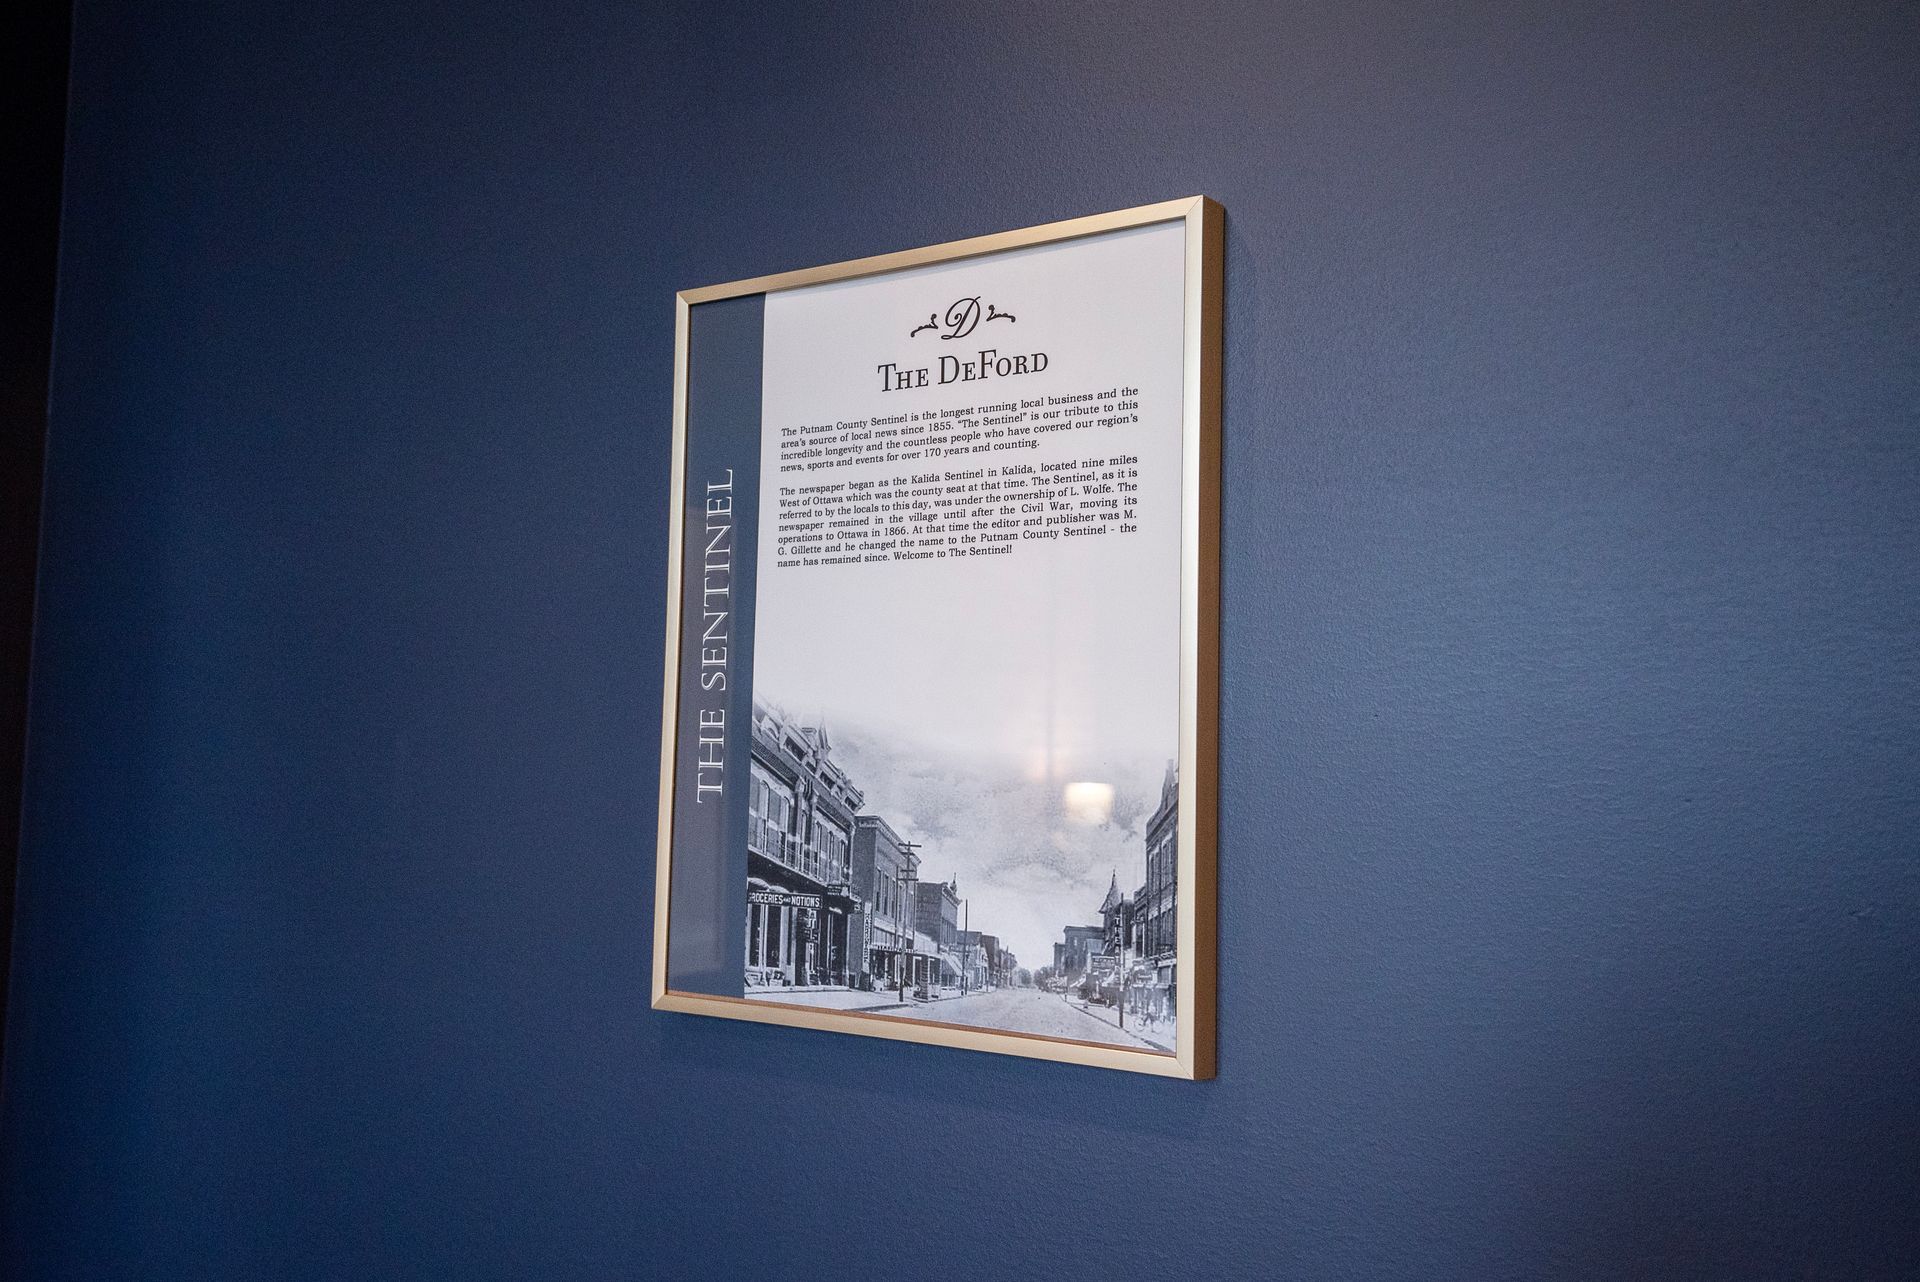 D
THE DEFORD
The Putnam County Sentinel is the longest running local business and the
area's source of local news since 1855. "The Sentinel" is our tribute to this
incredible longevity and the countless people who have covered our region's
news, sports and events for over 170 years and counting.
The newspaper began as the Kalida Sentinel in Kalida, located nine miles
West of Ottawa which was the county seat at that time. The Sentinel, as it is
referred to by the locals to this day, was under the ownership of L. Wolfe. The
newspaper remained in the village until after the Civil War, moving its
operations to Ottawa in 1866. At that time the editor and publisher was M.
G. Gillette and he changed the name to the Putnam County Sentinel - the
name has remained since. Welcome to The Sentinel!
THE SENTINEL
GROCERIES AND NOTIONS